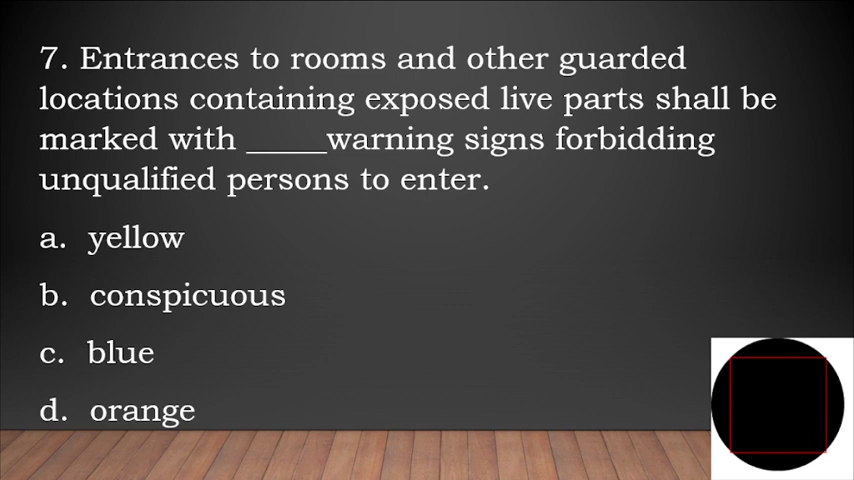 7. Entrances to rooms and other guarded
locations containing exposed live parts shall be
marked with _____warning signs forbidding
unqualified persons to enter.
a. yellow
b. conspicuous
c. blue
d. orange